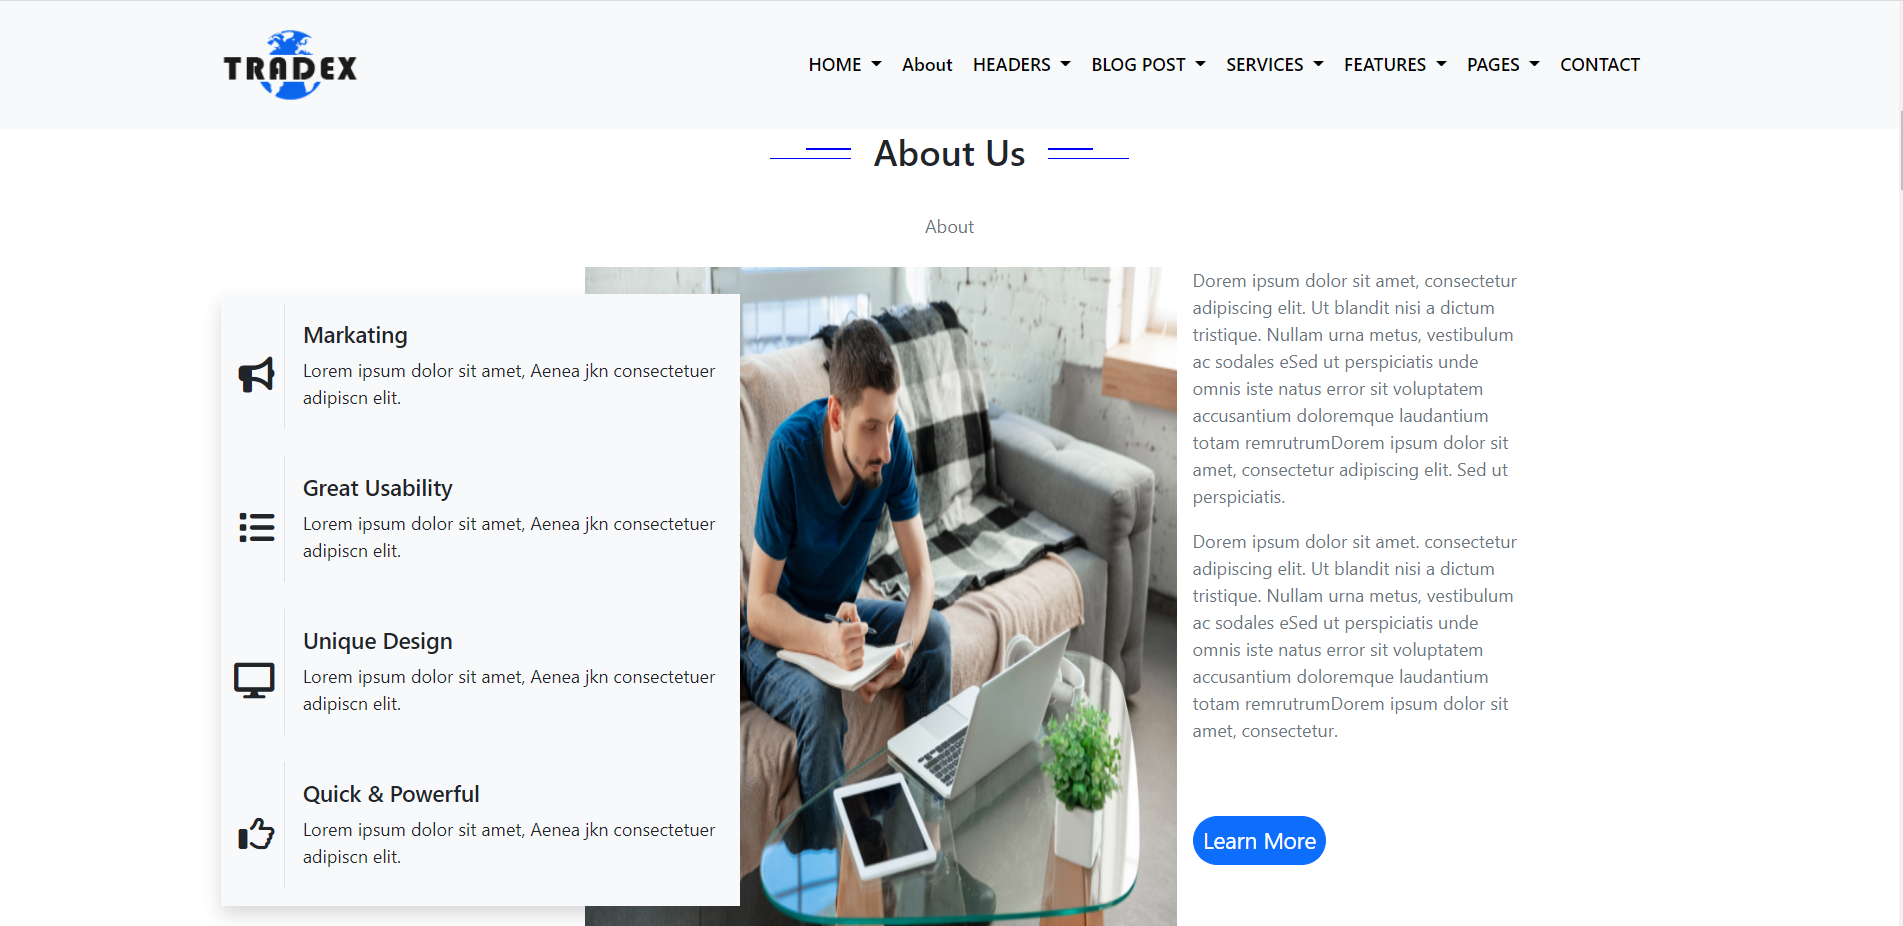 TRADEX
HOME About HEADERS BLOG POST SERVICES FEATURES PAGES CONTACT
About Us
About
Markating
Lorem ipsum dolor sit amet, Aenea jkn consectetuer
adipiscn elit.
Great Usability
Lorem ipsum dolor sit amet, Aenea jkn consectetuer
adipiscn elit.
Unique Design
Lorem ipsum dolor sit amet, Aenea jkn consectetuer
adipiscn elit.
Quick & Powerful
Lorem ipsum dolor sit amet, Aenea jkn consectetuer
adipiscn elit.
Dorem ipsum dolor sit amet, consectetur
adipiscing elit. Ut blandit nisi a dictum
tristique. Nullam urna metus, vestibulum
ac sodales eSed ut perspiciatis unde
omnis iste natus error sit voluptatem
accusantium doloremque laudantium
totam remrutrumDorem ipsum dolor sit
amet, consectetur adipiscing elit. Sed ut
perspiciatis.
Dorem ipsum dolor sit amet. consectetur
adipiscing elit. Ut blandit nisi a dictum
tristique. Nullam urna metus, vestibulum
ac sodales eSed ut perspiciatis unde
omnis iste natus error sit voluptatem
accusantium doloremque laudantium
totam remrutrumDorem ipsum dolor sit
amet, consectetur.
Learn More